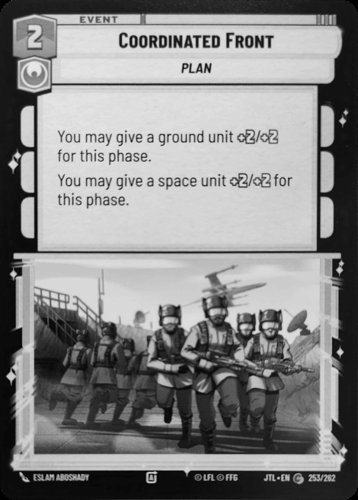 EVENT
2
COORDINATED FRONT
PLAN
You may give a ground unit +2/+2
for this phase.
You may give a space unit +2/+2 for
this phase.
ESLAM ABOSHADY
© LFL © FFG
JTL • EN
C
253/262